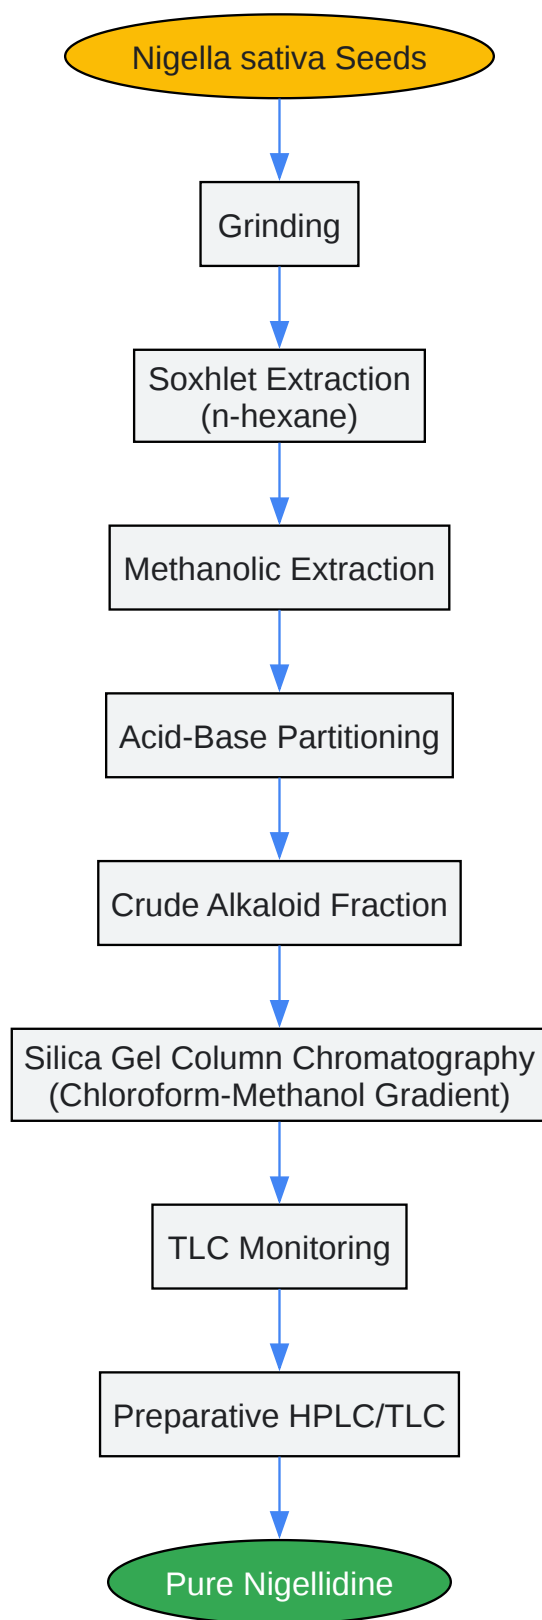 Nigella sativa Seeds
Grinding
Soxhlet Extraction
(n-hexane)
Methanolic Extraction
Acid-Base Partitioning
Crude Alkaloid Fraction
Silica Gel Column Chromatography
(Chloroform-Methanol Gradient)
TLC Monitoring
Preparative HPLC/TLC
Pure Nigellidine